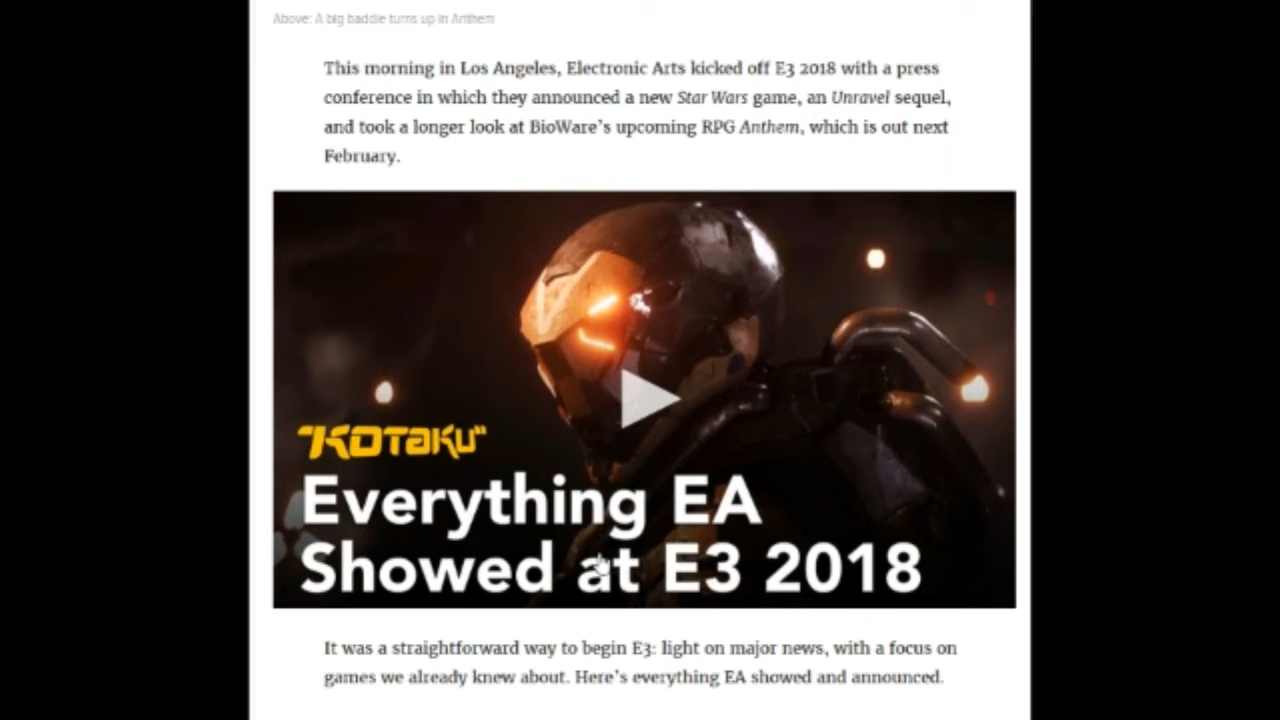 Above: A big baddie turns up in Anthem
This morning in Los Angeles, Electronic Arts kicked off E3 2018 with a press
conference in which they announced a new Star Wars game, an Unravel sequel,
and took a longer look at BioWare's upcoming RPG Anthem, which is out next
February.
"KOTAKU"
Everything EA
Showed at E3 2018
It was a straightforward way to begin E3: light on major news, with a focus on
games we already knew about. Here's everything EA showed and announced.